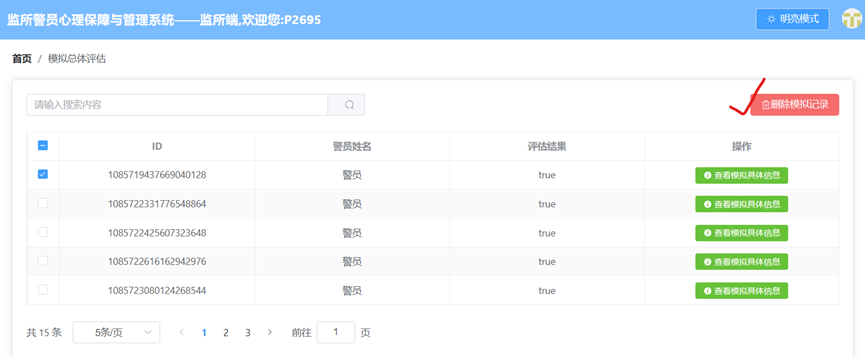 监所警员心理保障与管理系统——监所端,欢迎您:P2695
明亮模式
首页 / 模拟总体评估
请输入搜索内容
删除模拟记录
ID 警员姓名 评估结果 操作
1085719437669040128 警员 true 查看模拟具体信息
1085722331776548864 警员 true 查看模拟具体信息
1085722425607323648 警员 true 查看模拟具体信息
1085722616162942976 警员 true 查看模拟具体信息
1085723080124268544 警员 true 查看模拟具体信息
共 15 条 5条/页 1 2 3 前往 1 页